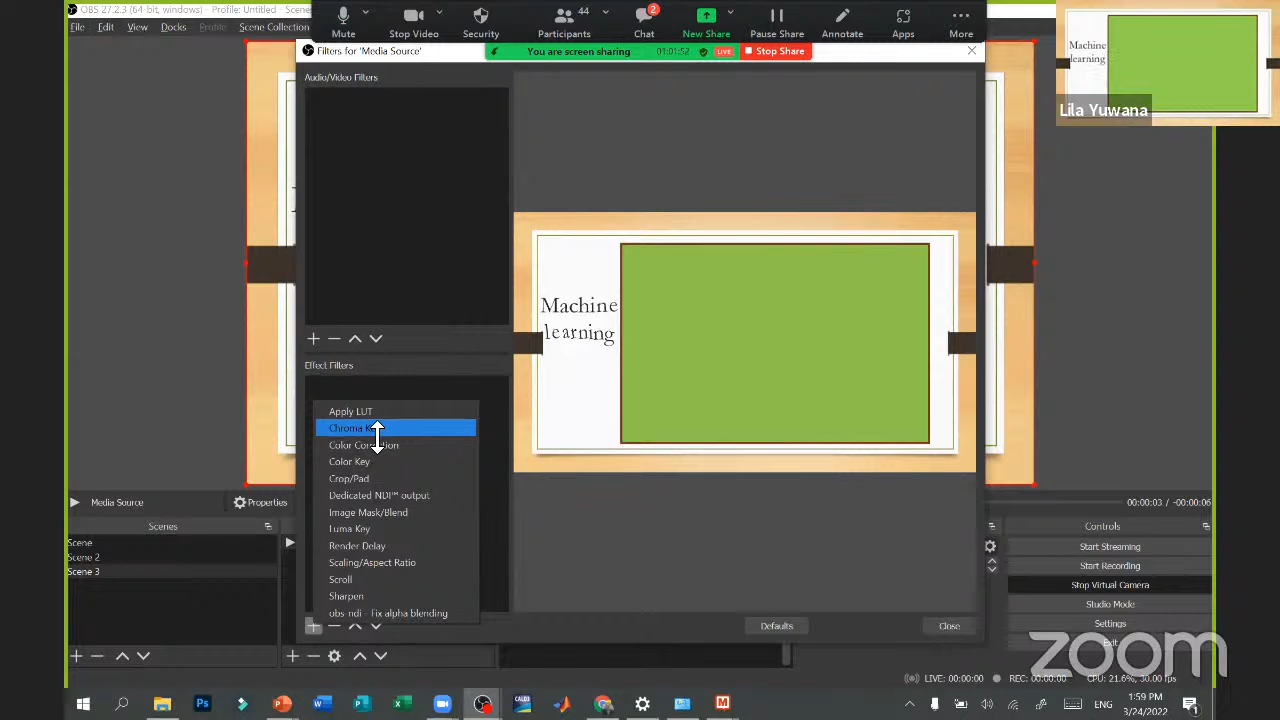 OBS 27.2.3 (64-bit, windows) - Profile: Untitled - Scenes
File Edit View Docks Profile Scene Collection
Mute Stop Video Security Participants 44 Chat 2 New Share Pause Share Annotate Apps More
You are screen sharing 01:01:52 LIVE Stop Share
Filters for 'Media Source'
Audio/Video Filters
Machine
learning
Lila Yuwana
Effect Filters
Machine
learning
Apply LUT
Chroma K
Color Correction
Color Key
Crop/Pad
Dedicated NDI™ output
Image Mask/Blend
Luma Key
Render Delay
Scaling/Aspect Ratio
Scroll
Sharpen
obs-ndi - Fix alpha blending
Defaults Close
Media Source Properties 00:00:03 / -00:00:06
Scenes Controls
Scene
Scene 2
Scene 3
Start Streaming
Start Recording
Stop Virtual Camera
Studio Mode
Settings
Exit
LIVE: 00:00:00 REC: 00:00:00 CPU: 21.6%, 30.00 fps
zoom
ENG 1:59 PM
3/24/2022